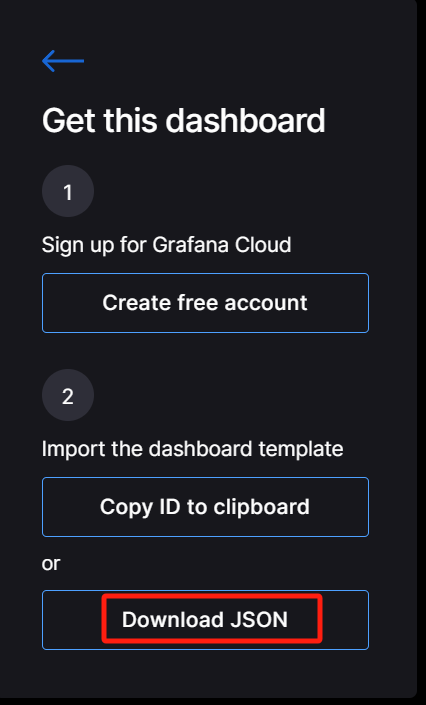 Get this dashboard
1
Sign up for Grafana Cloud
Create free account
2
Import the dashboard template
Copy ID to clipboard
or
Download JSON